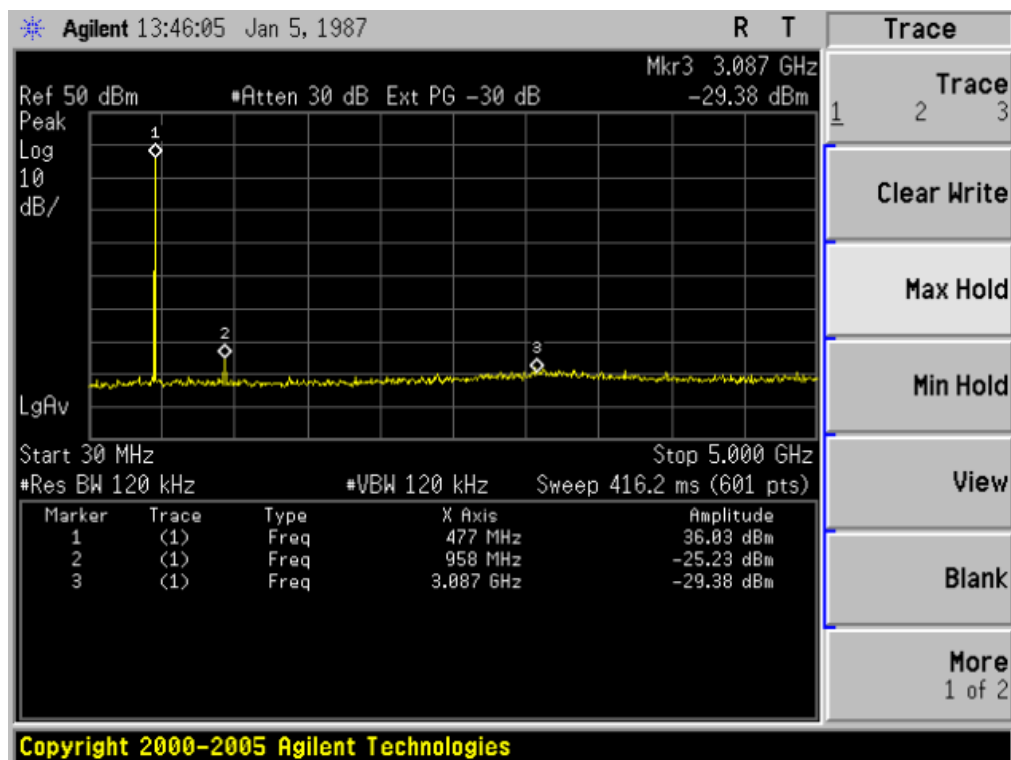 Agilent 13:46:05 Jan 5, 1987 R T
Mkr3 3.087 GHz
Ref 50 dBm #Atten 30 dB Ext PG -30 dB -29.38 dBm
Peak
Log
10
dB/
1
2
3
LgAv
Start 30 MHz Stop 5.000 GHz
#Res BW 120 kHz #VBW 120 kHz Sweep 416.2 ms (601 pts)
Marker Trace Type X Axis Amplitude
1 (1) Freq 477 MHz 36.03 dBm
2 (1) Freq 958 MHz -25.23 dBm
3 (1) Freq 3.087 GHz -29.38 dBm
Copyright 2000-2005 Agilent Technologies
Trace
Trace
1 2 3
Clear Write
Max Hold
Min Hold
View
Blank
More
1 of 2